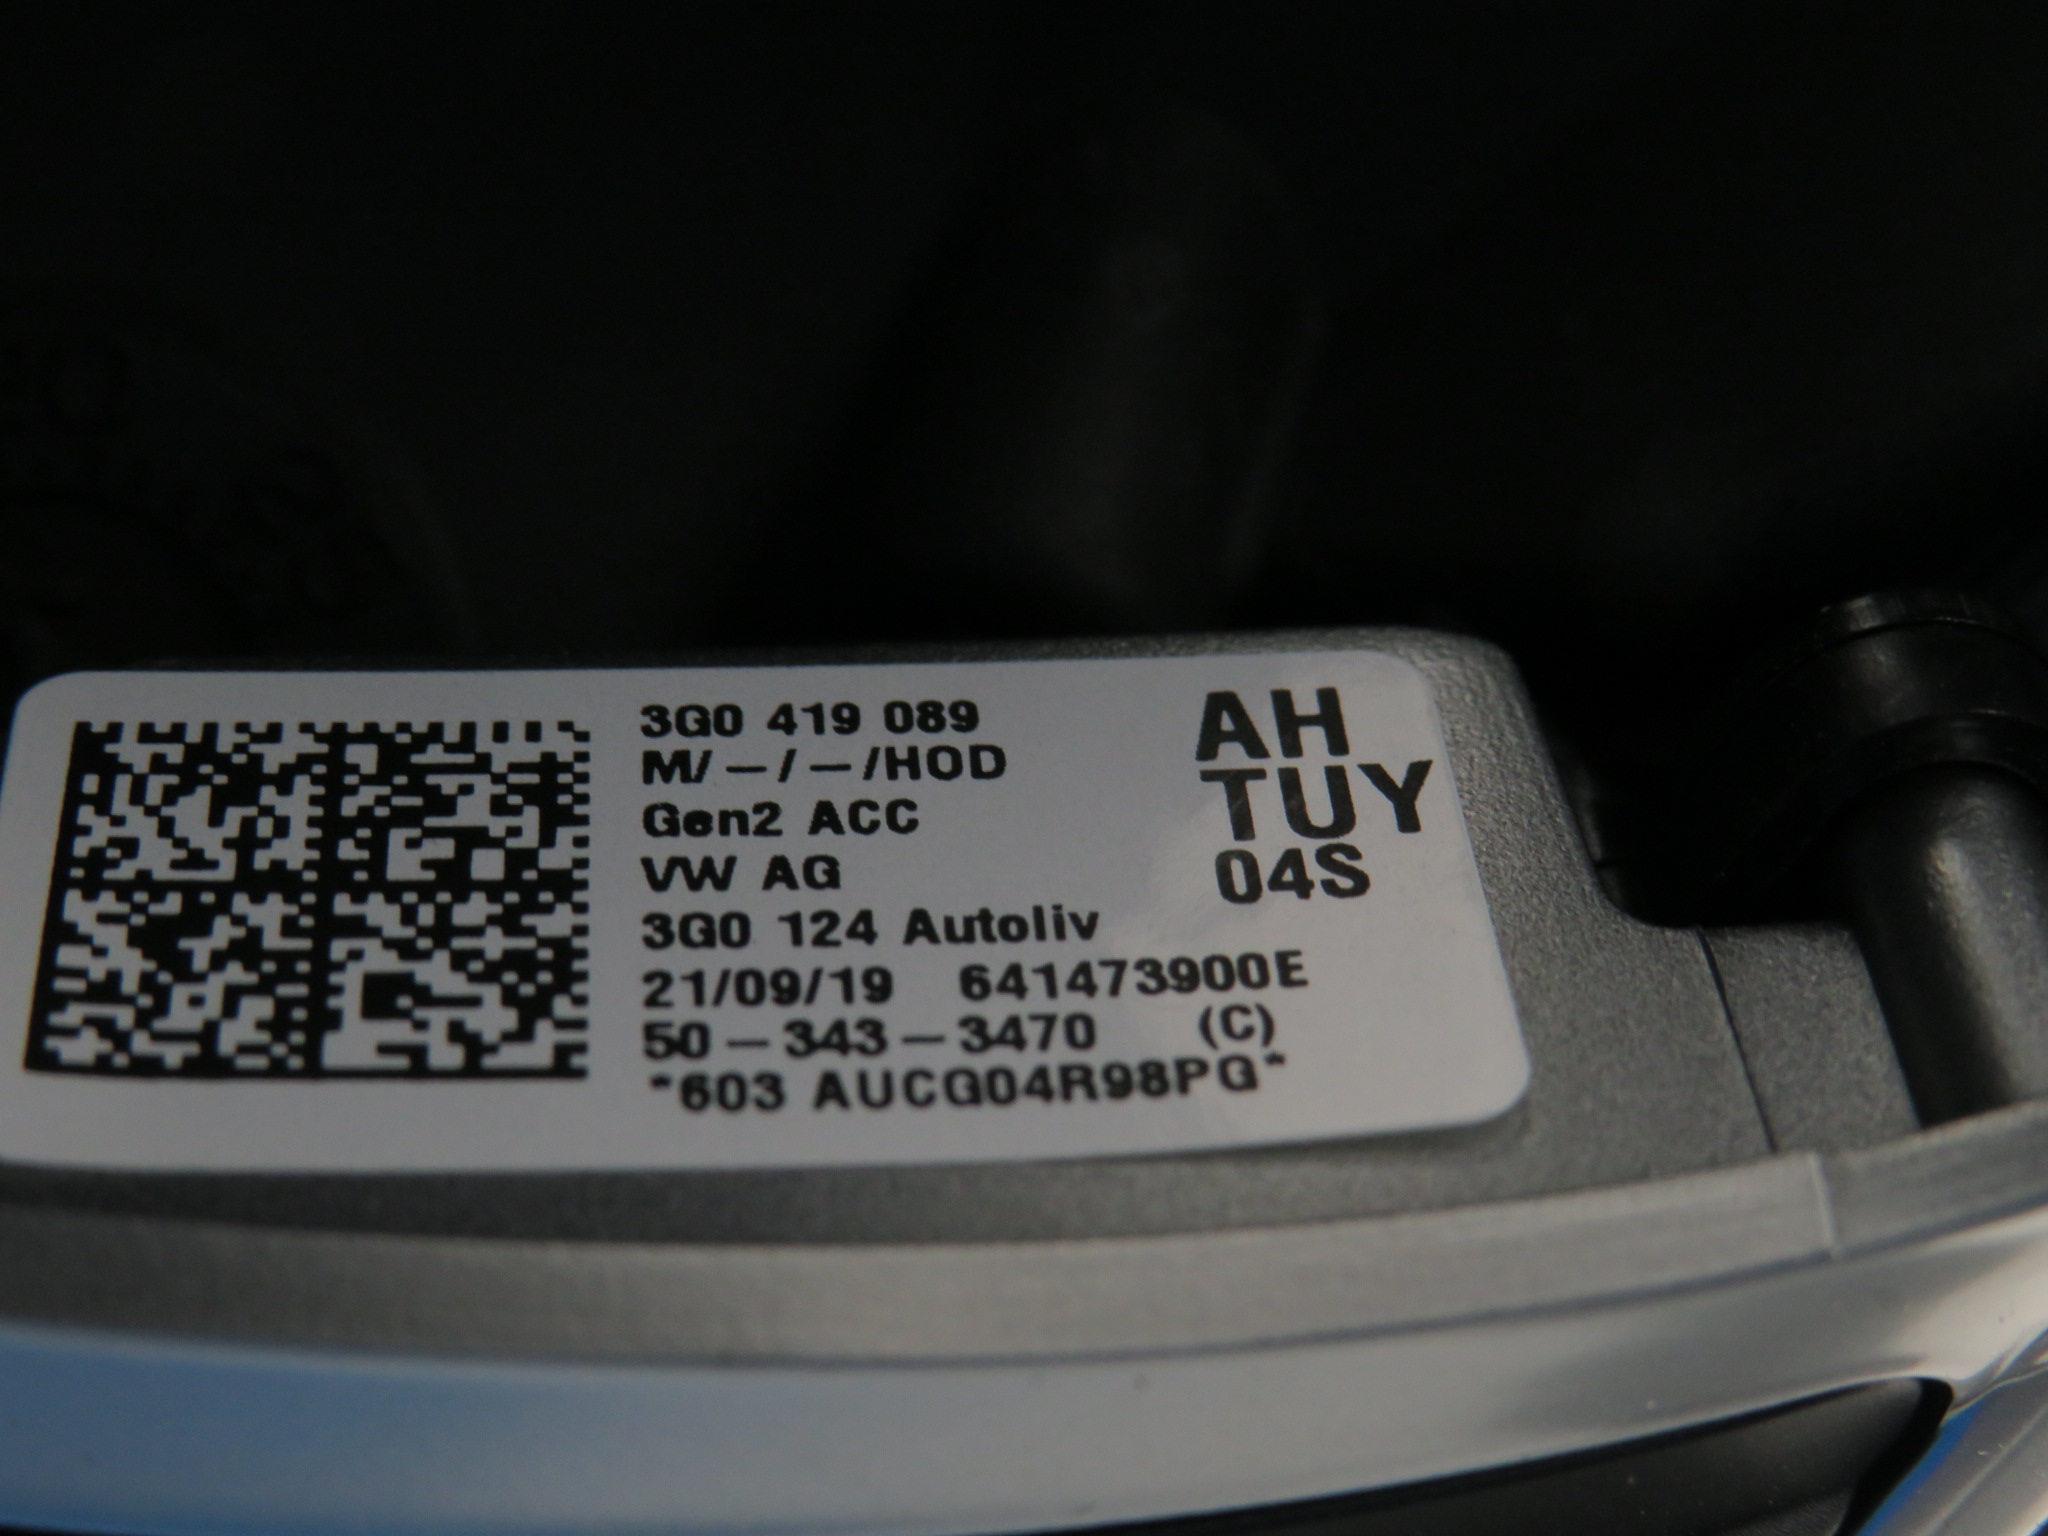 3G0 419 089
M/-/-/HOD
Gen2 ACC
VW AG
3G0 124 Autoliv
21/09/19 641473900E
50-343-3470 (C)
*603 AUCG04R98PG*
AH
TUY
04S